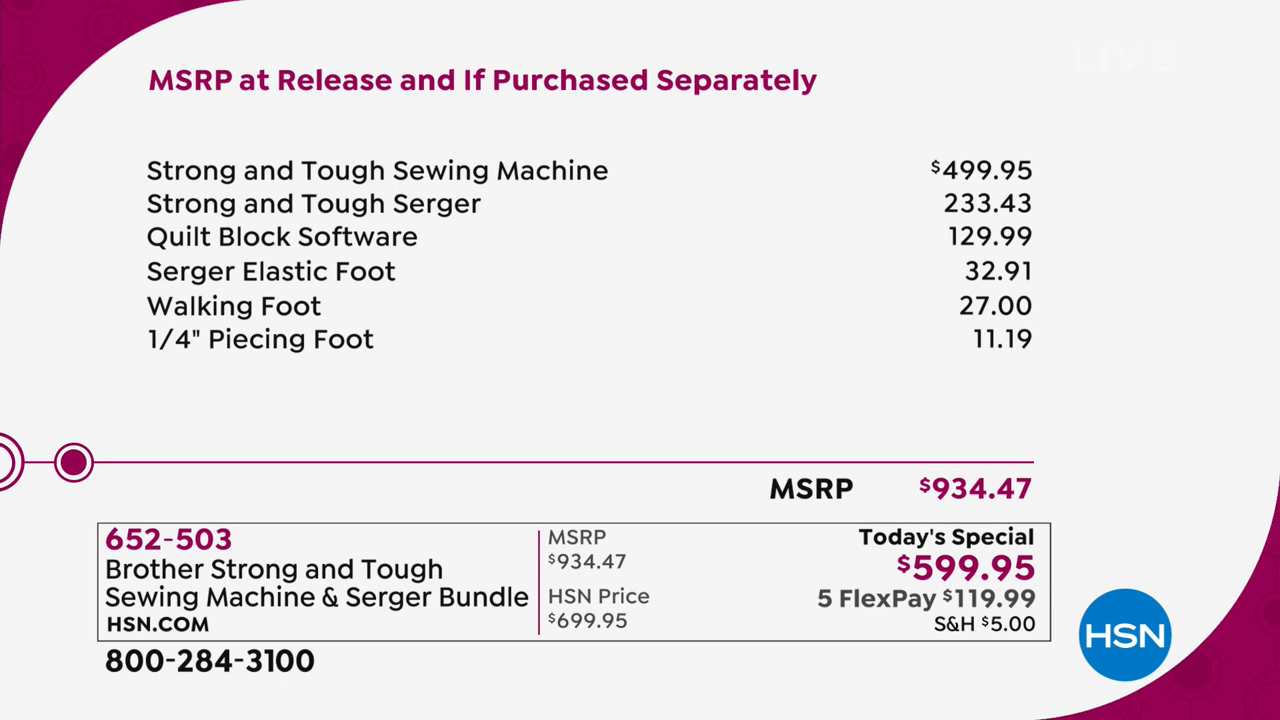 LIVE
MSRP at Release and If Purchased Separately
Strong and Tough Sewing Machine $499.95
Strong and Tough Serger 233.43
Quilt Block Software 129.99
Serger Elastic Foot 32.91
Walking Foot 27.00
1/4" Piecing Foot 11.19
MSRP $934.47
652-503
Brother Strong and Tough
Sewing Machine & Serger Bundle
HSN.COM
MSRP
$934.47
HSN Price
$699.95
Today's Special
$599.95
5 FlexPay $119.99
S&H $5.00
HSN
800-284-3100